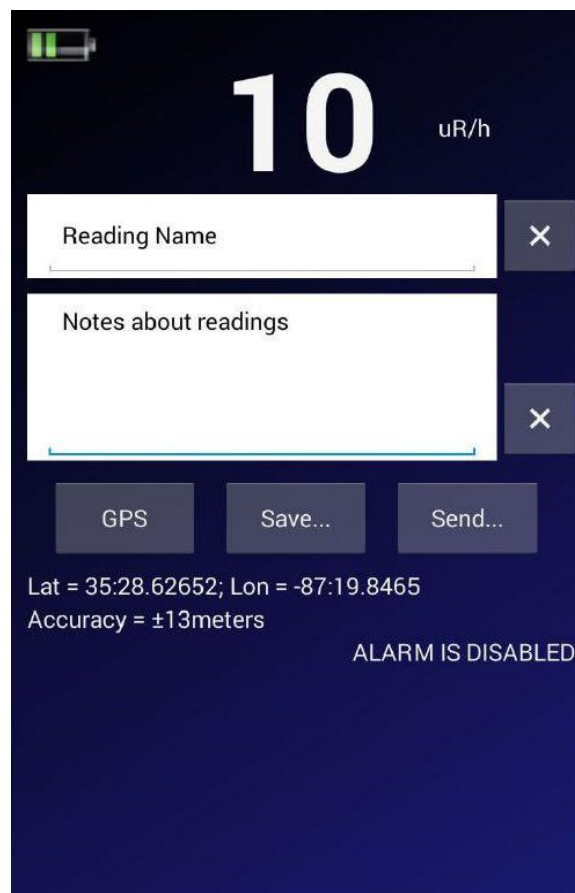 10 uR/h
Reading Name
×
Notes about readings
×
GPS Save... Send...
Lat = 35:28.62652; Lon = -87:19.8465
Accuracy = ±13meters
ALARM IS DISABLED